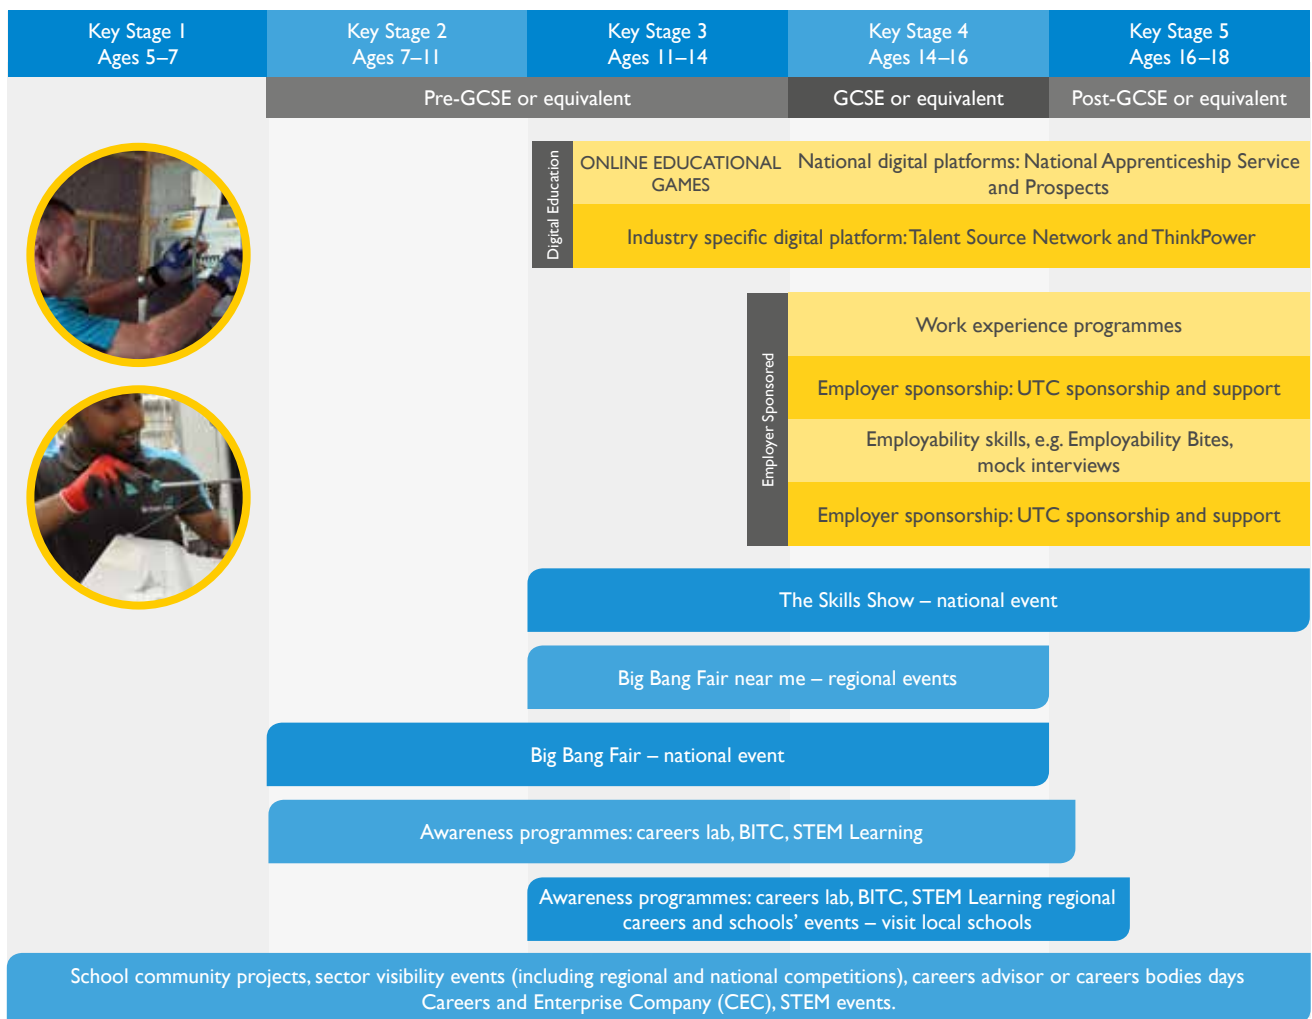 Key Stage 1
Ages 5–7
Key Stage 2
Ages 7–11
Key Stage 3
Ages 11–14
Key Stage 4
Ages 14–16
Key Stage 5
Ages 16–18
Pre-GCSE or equivalent
GCSE or equivalent
Post-GCSE or equivalent
Digital Education
ONLINE EDUCATIONAL
GAMES
National digital platforms: National Apprenticeship Service
and Prospects
Industry specific digital platform: Talent Source Network and ThinkPower
Employer Sponsored
Work experience programmes
Employer sponsorship: UTC sponsorship and support
Employability skills, e.g. Employability Bites,
mock interviews
Employer sponsorship: UTC sponsorship and support
The Skills Show – national event
Big Bang Fair near me – regional events
Big Bang Fair – national event
Awareness programmes: careers lab, BITC, STEM Learning
Awareness programmes: careers lab, BITC, STEM Learning regional
careers and schools’ events – visit local schools
School community projects, sector visibility events (including regional and national competitions), careers advisor or careers bodies days
Careers and Enterprise Company (CEC), STEM events.